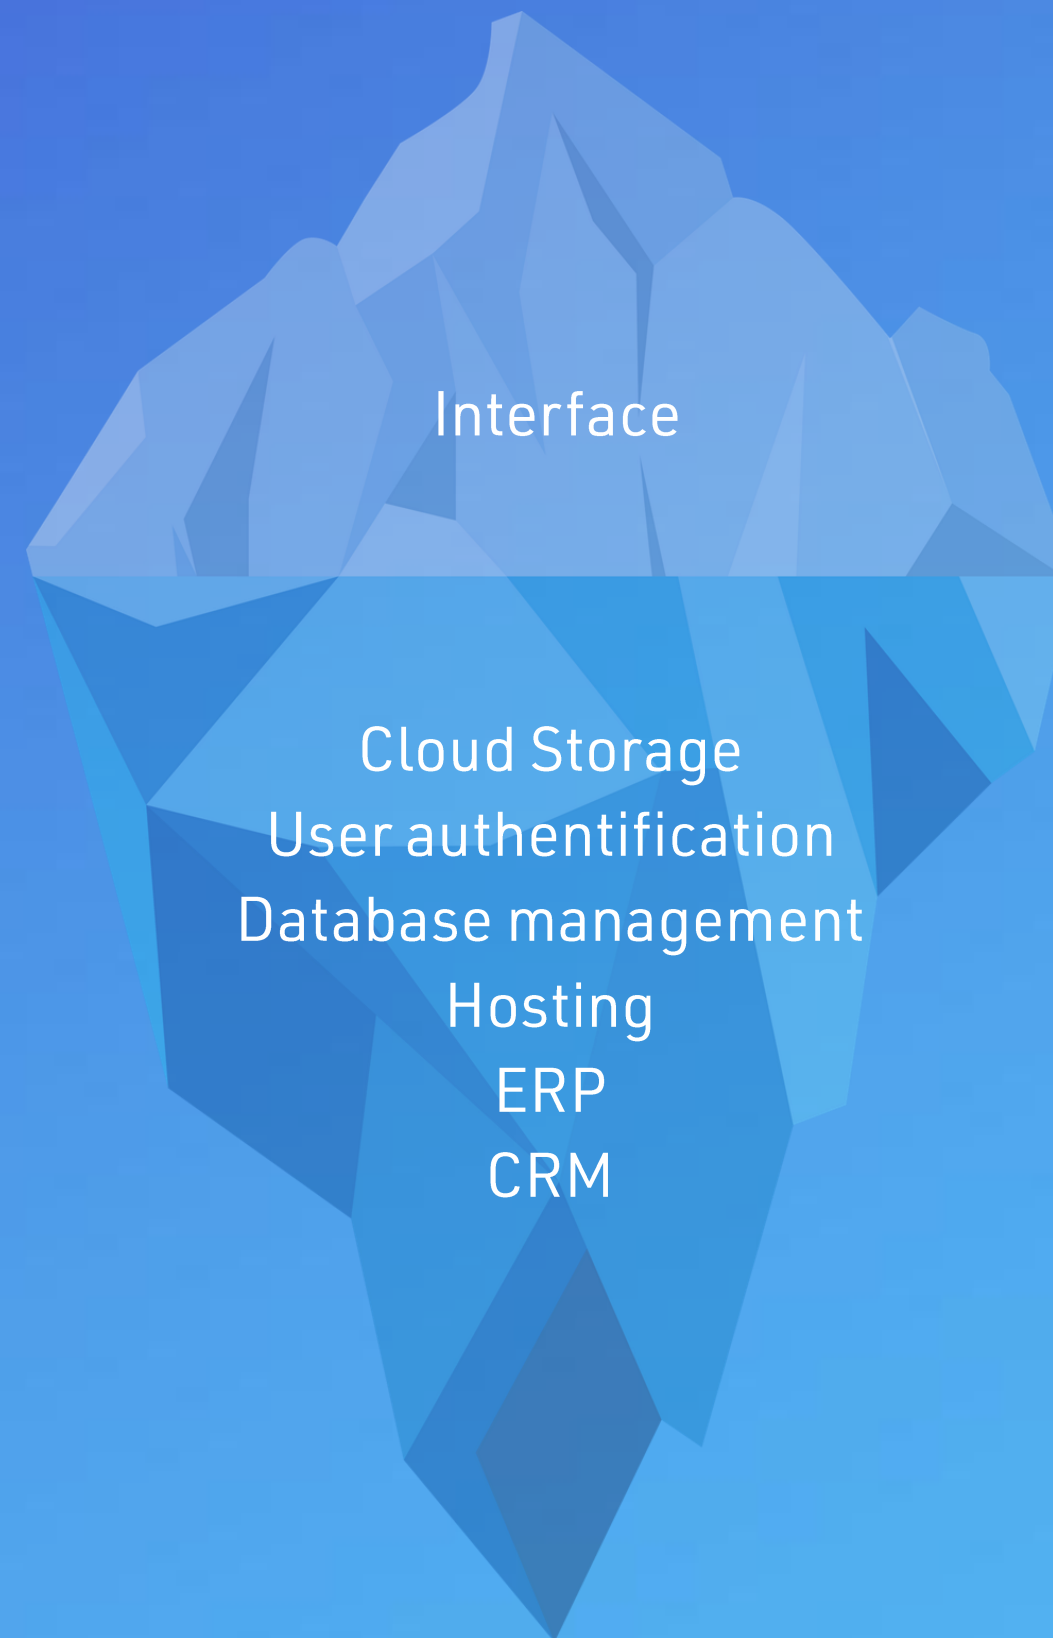 Interface
Cloud Storage
User authentification
Database management
Hosting
ERP
CRM